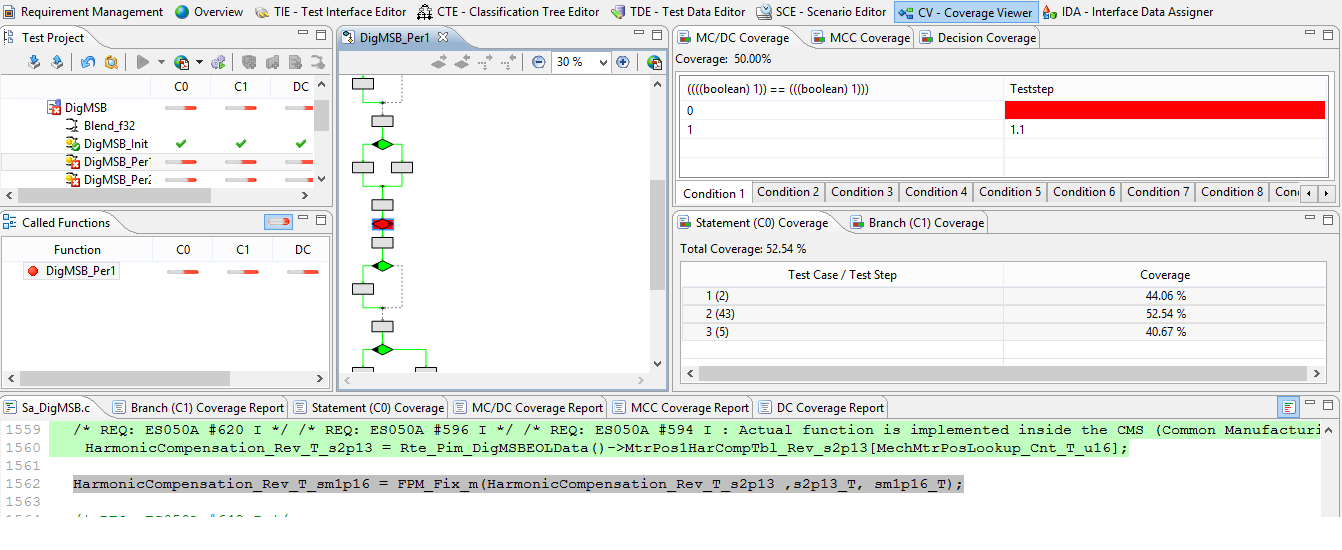 Requirement Management Overview TIE - Test Interface Editor CTE - Classification Tree Editor TDE - Test Data Editor SCE - Scenario Editor CV - Coverage Viewer IDA - Interface Data Assigner
Test Project
C0 C1 DC
DigMSB
Blend_f32
DigMSB_Init
DigMSB_Per1
DigMSB_Per2
Called Functions
Function C0 C1 DC
DigMSB_Per1
DigMSB_Per1
30 %
MC/DC Coverage MCC Coverage Decision Coverage
Coverage: 50.00%
((((boolean) 1)) == (((boolean) 1))) Teststep
0
1 1.1
Condition 1 Condition 2 Condition 3 Condition 4 Condition 5 Condition 6 Condition 7 Condition 8 Con
Statement (C0) Coverage Branch (C1) Coverage
Total Coverage: 52.54 %
Test Case / Test Step Coverage
1 (2) 44.06 %
2 (43) 52.54 %
3 (5) 40.67 %
Sa_DigMSB.c Branch (C1) Coverage Report Statement (C0) Coverage MC/DC Coverage Report MCC Coverage Report DC Coverage Report
1559 /* REQ: ES050A #620 I */ /* REQ: ES050A #596 I */ /* REQ: ES050A #594 I : Actual function is implemented inside the CMS (Common Manufacturi
1560 HarmonicCompensation_Rev_T_s2p13 = Rte_Pim_DigMSBEOLData()->MtrPos1HarCompTbl_Rev_s2p13[MechMtrPosLookup_Cnt_T_u16];
1561
1562 HarmonicCompensation_Rev_T_sm1p16 = FPM_Fix_m(HarmonicCompensation_Rev_T_s2p13 ,s2p13_T, sm1p16_T);
1563